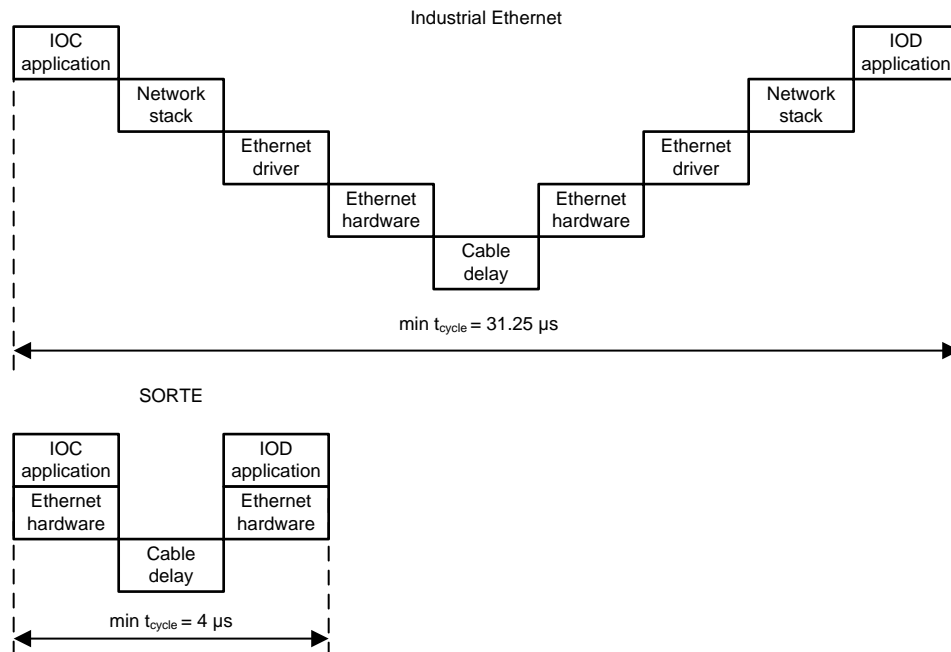 Industrial Ethernet
IOC
application
IOD
application
Network
stack
Network
stack
Ethernet
driver
Ethernet
driver
Ethernet
hardware
Ethernet
hardware
Cable
delay
min tcycle = 31.25 µs
SORTE
IOC
application
IOD
application
Ethernet
hardware
Ethernet
hardware
Cable
delay
min tcycle = 4 µs